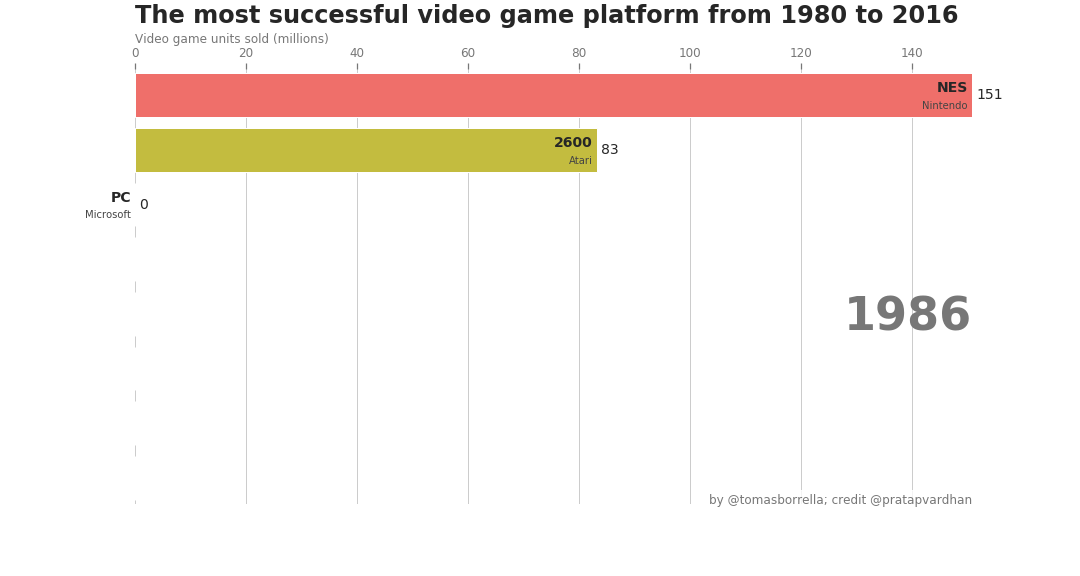 The most successful video game platform from 1980 to 2016
Video game units sold (millions)
0 20 40 60 80 100 120 140
NES
Nintendo
151
2600
Atari
83
PC
Microsoft
0
1986
by @tomasborrella; credit @pratapvardhan